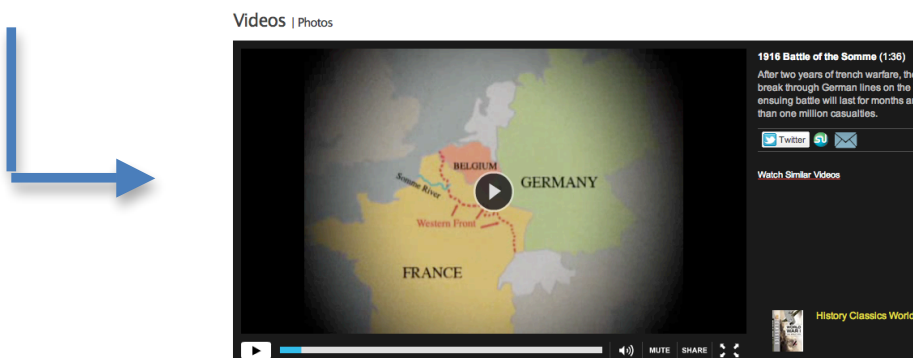 Videos | Photos
1916 Battle of the Somme (1:36)
After two years of trench warfare, the
break through German lines on the
ensuing battle will last for months
than one million casualties.
Twitter
Watch Similar Videos
BELGIUM
Somme River
GERMANY
Western Front
FRANCE
History Classics
MUTE SHARE